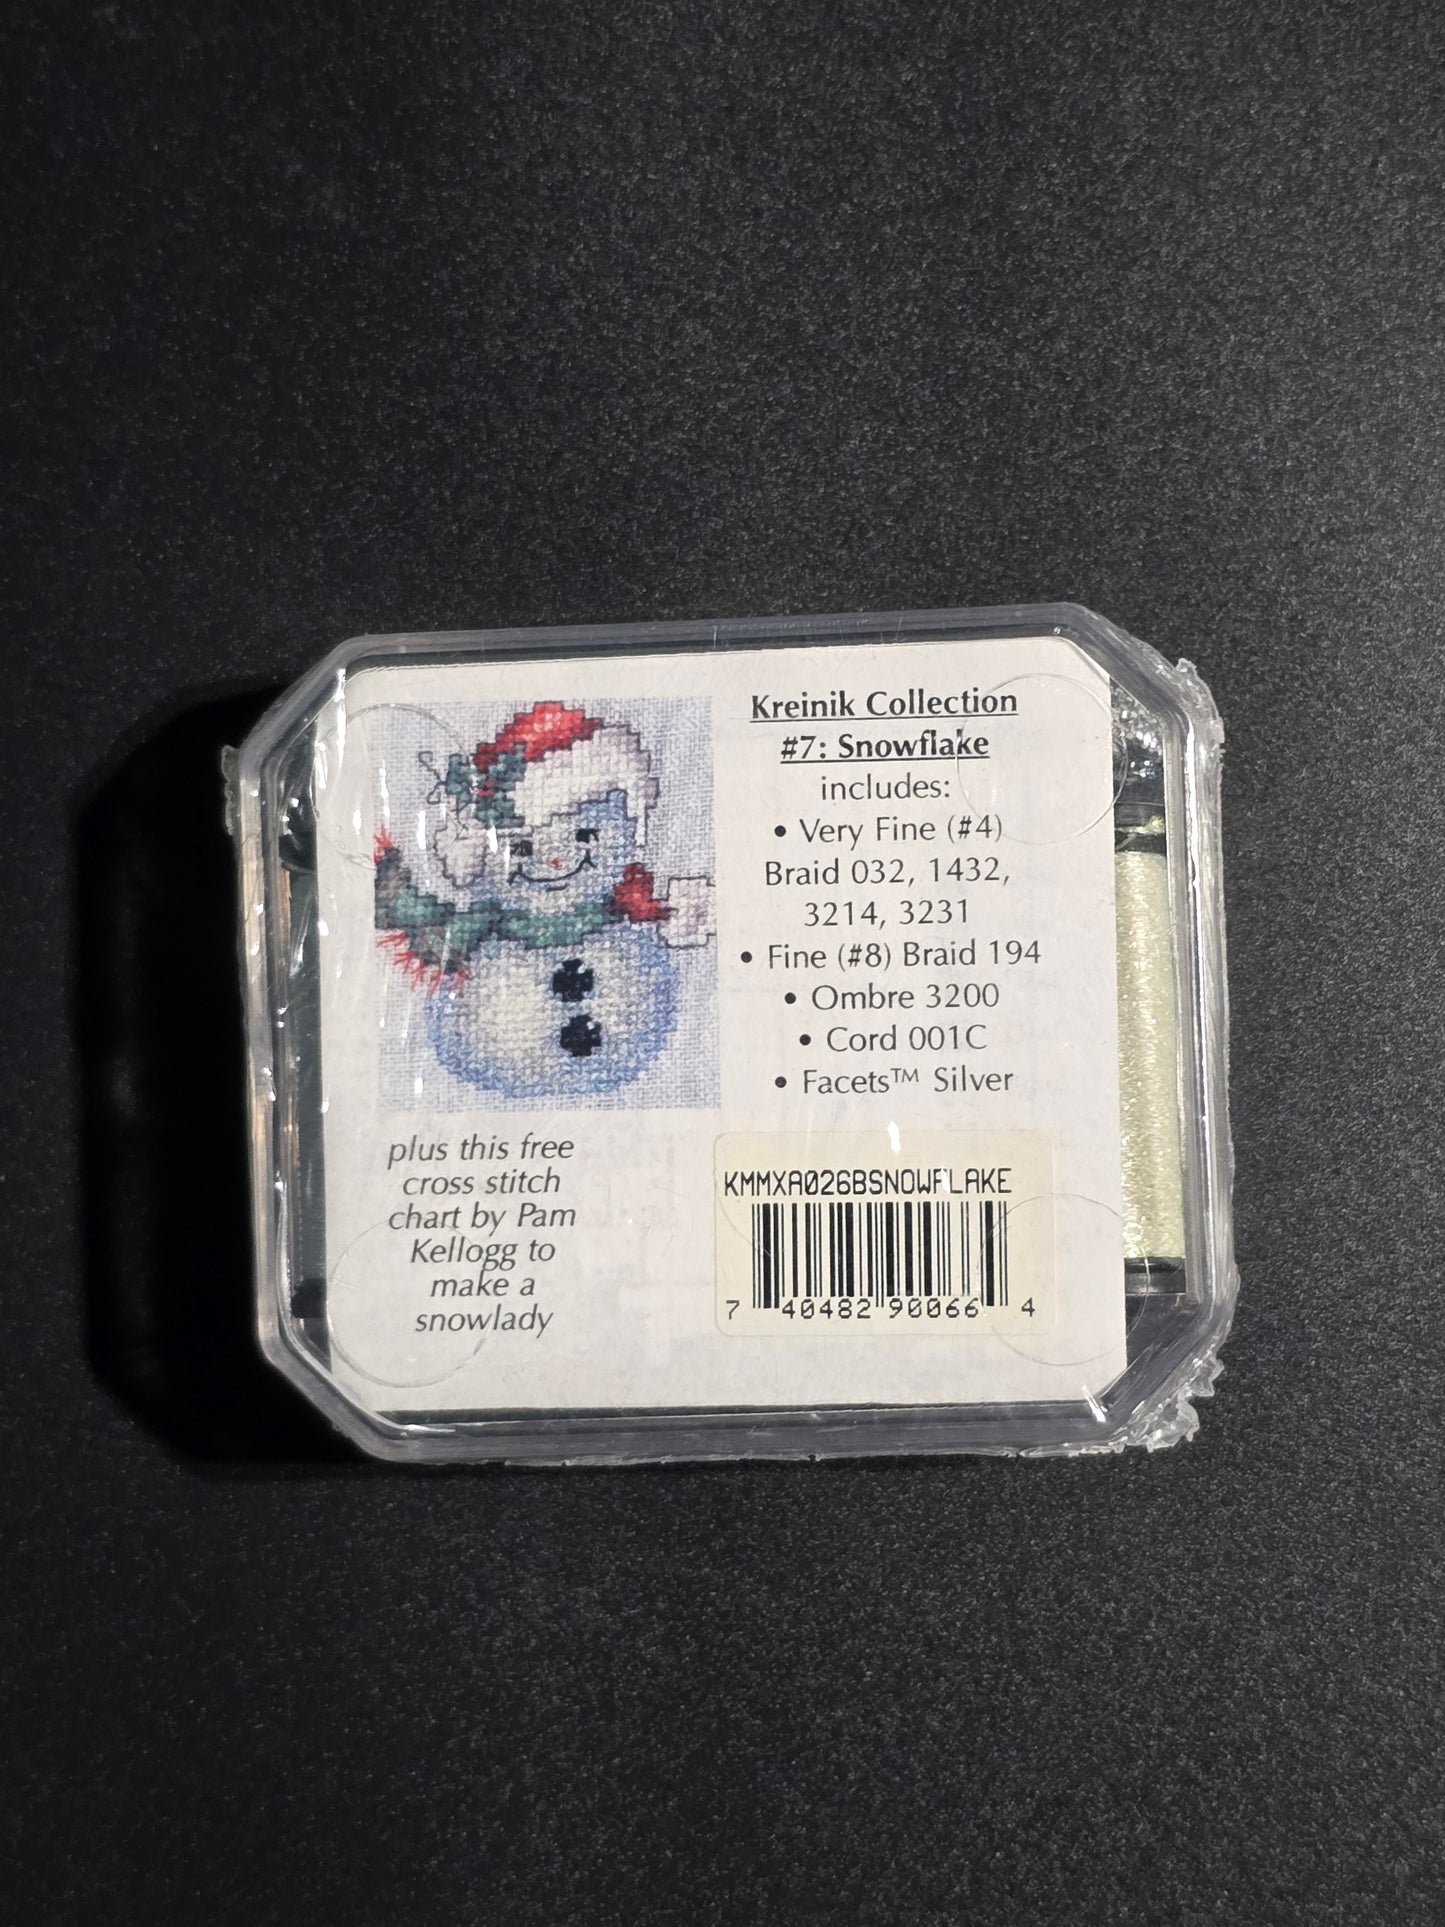 Kreinik Collection
#7: Snowflake
includes:
• Very Fine (#4)
Braid 032, 1432,
3214, 3231
• Fine (#8) Braid 194
• Ombre 3200
• Cord 001C
• Facets™ Silver
plus this free
cross stitch
chart by Pam
Kellogg to
make a
snowlady
KMMXA026BSNOWFLAKE
7 40482 90066 4